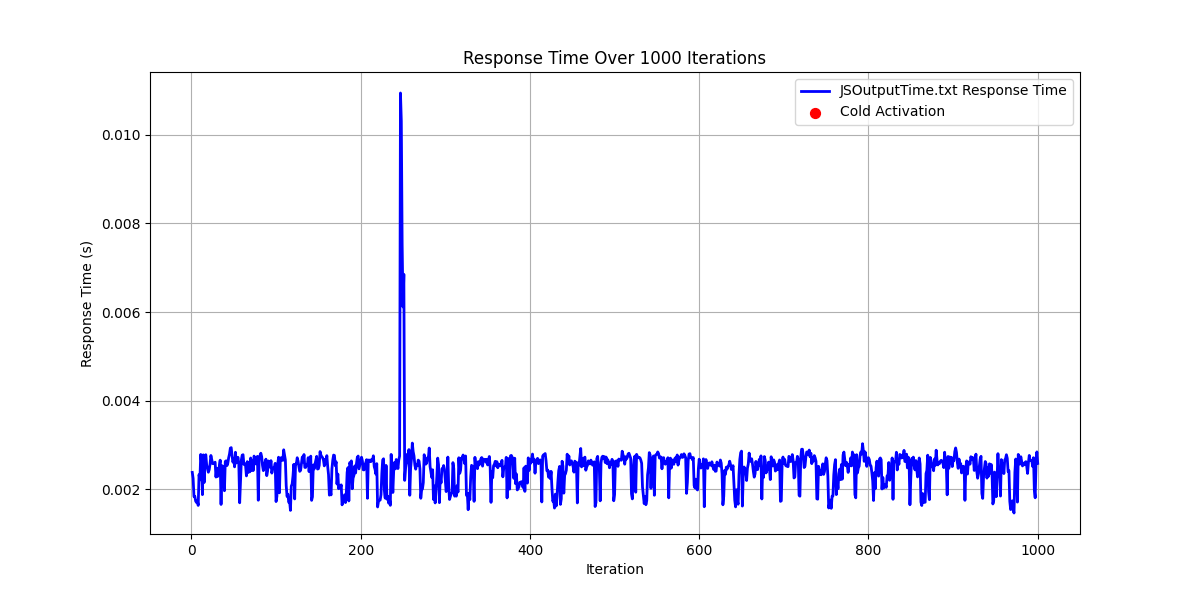 Response Time Over 1000 Iterations
JSOutputTime.txt Response Time
Cold Activation
0.010
0.008
0.006
0.004
0.002
Response Time (s)
0 200 400 600 800 1000
Iteration